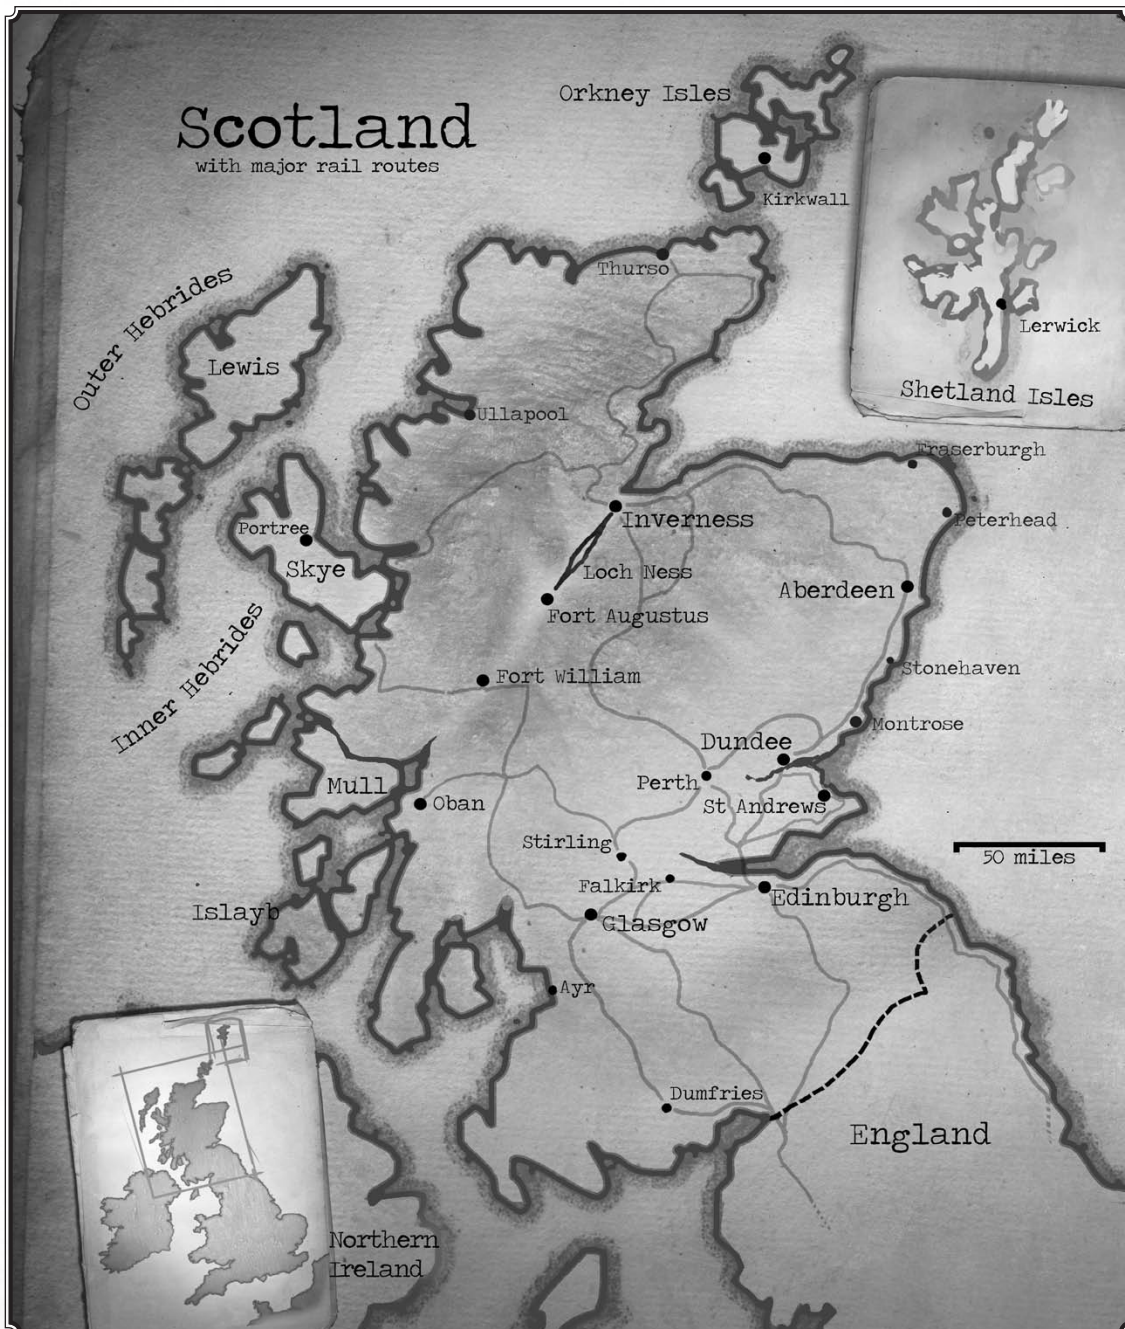 Orkney Isles
Scotland
with major rail routes
Kirkwall
Thurso
Outer Hebrides
Lerwick
Lewis
Shetland Isles
Ullapool
Fraserburgh
Portree
Inverness
Peterhead
Skye
Loch Ness
Aberdeen
Fort Augustus
Inner Hebrides
Stonehaven
Fort William
Montrose
Dundee
Perth
Mull
Oban
St Andrews
Stirling
50 miles
Falkirk
Edinburgh
Islayb
Glasgow
Ayr
Dumfries
England
Northern
Ireland